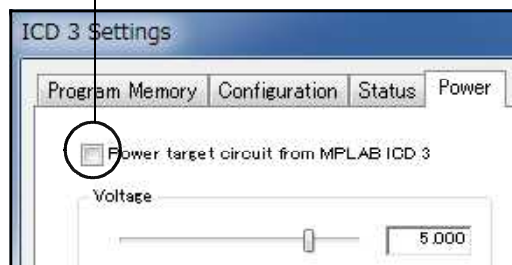 ICD 3 Settings
Program Memory Configuration Status Power
Power target circuit from MPLAB ICD 3
Voltage
5.000